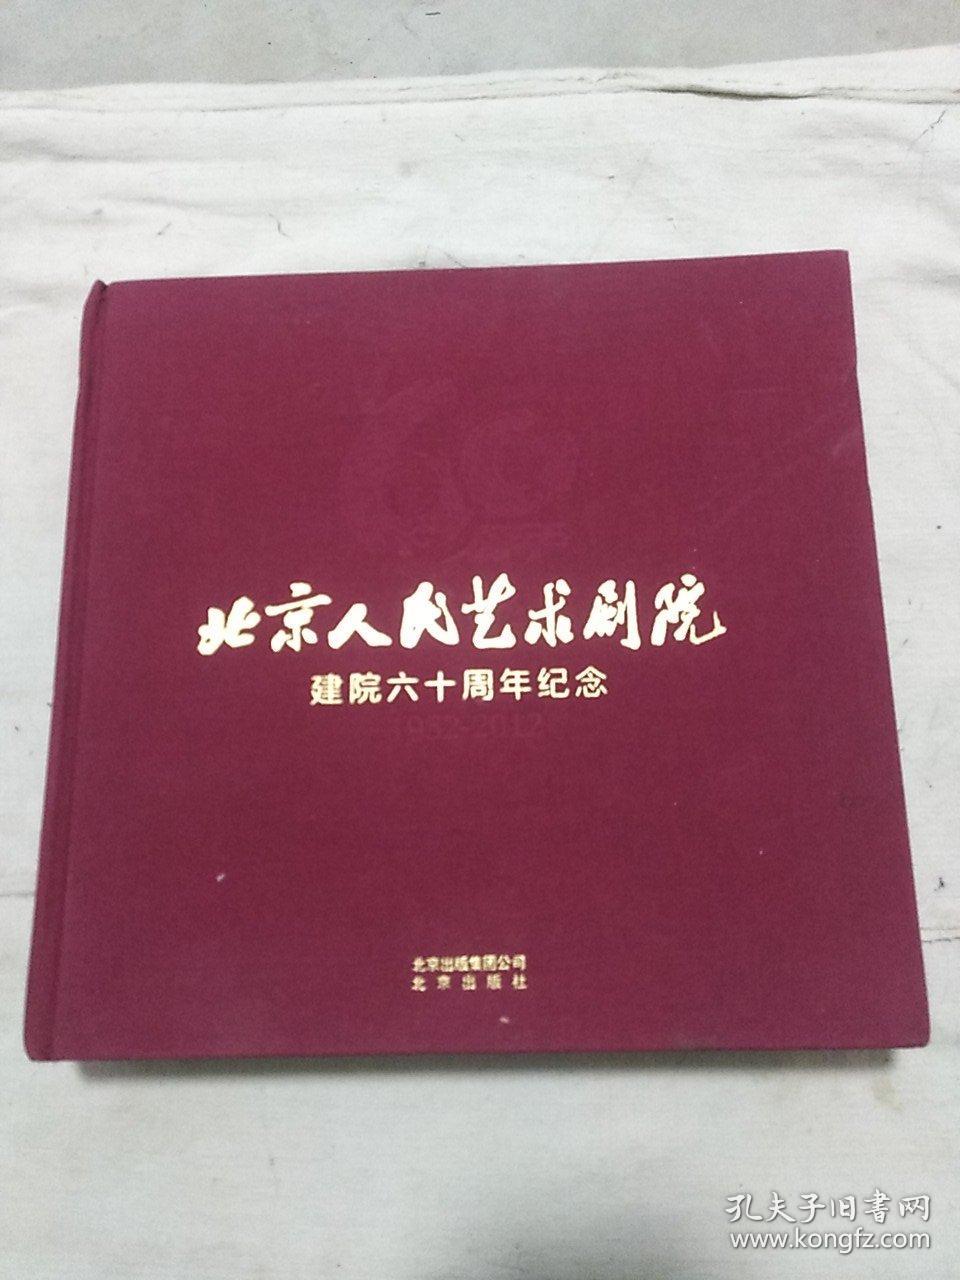 北京人民艺术剧院
建院六十周年纪念
1952-2012
北京出版集团公司
北京出版社
孔夫子旧书网
www.kongfz.com